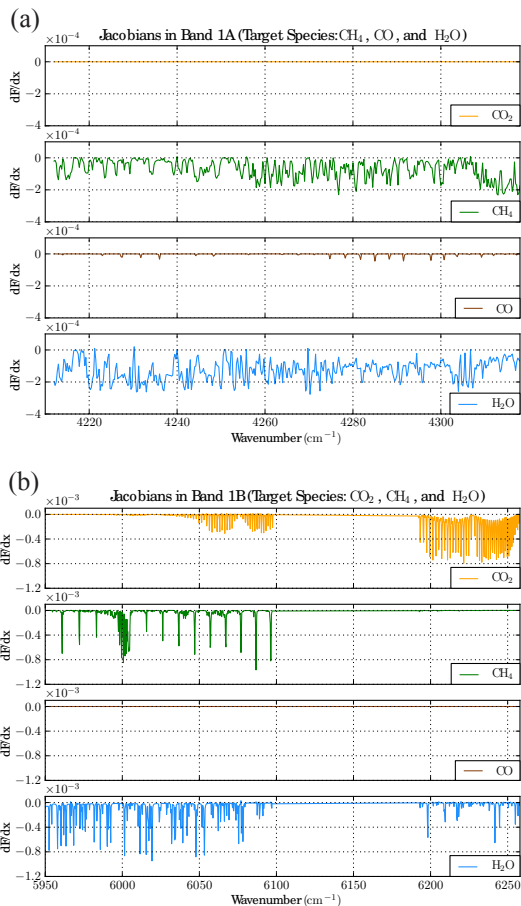 (a)
Jacobians in Band 1A (Target Species: CH₄, CO, and H₂O)
×10⁻⁴
0
−2
−4
dF/dx
CO₂
×10⁻⁴
0
−2
−4
dF/dx
CH₄
×10⁻⁴
0
−2
−4
dF/dx
CO
×10⁻⁴
0
−2
−4
dF/dx
H₂O
4220 4240 4260 4280 4300
Wavenumber (cm⁻¹)
(b)
Jacobians in Band 1B (Target Species: CO₂, CH₄, and H₂O)
×10⁻³
0.0
−0.4
−0.8
−1.2
dF/dx
CO₂
×10⁻³
0.0
−0.4
−0.8
−1.2
dF/dx
CH₄
×10⁻³
0.0
−0.4
−0.8
−1.2
dF/dx
CO
×10⁻³
0.0
−0.4
−0.8
−1.2
dF/dx
H₂O
5950 6000 6050 6100 6150 6200 6250
Wavenumber (cm⁻¹)